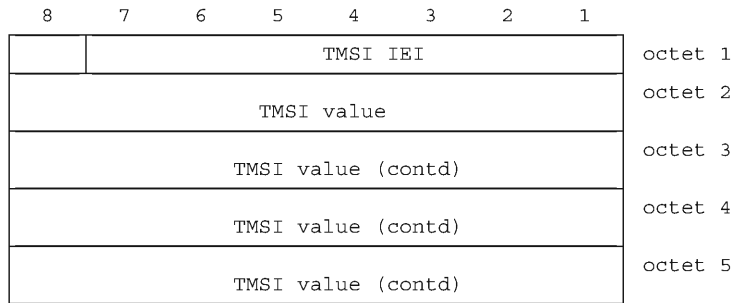 8 7 6 5 4 3 2 1
TMSI IEI octet 1
octet 2
TMSI value
octet 3
TMSI value (contd)
octet 4
TMSI value (contd)
octet 5
TMSI value (contd)